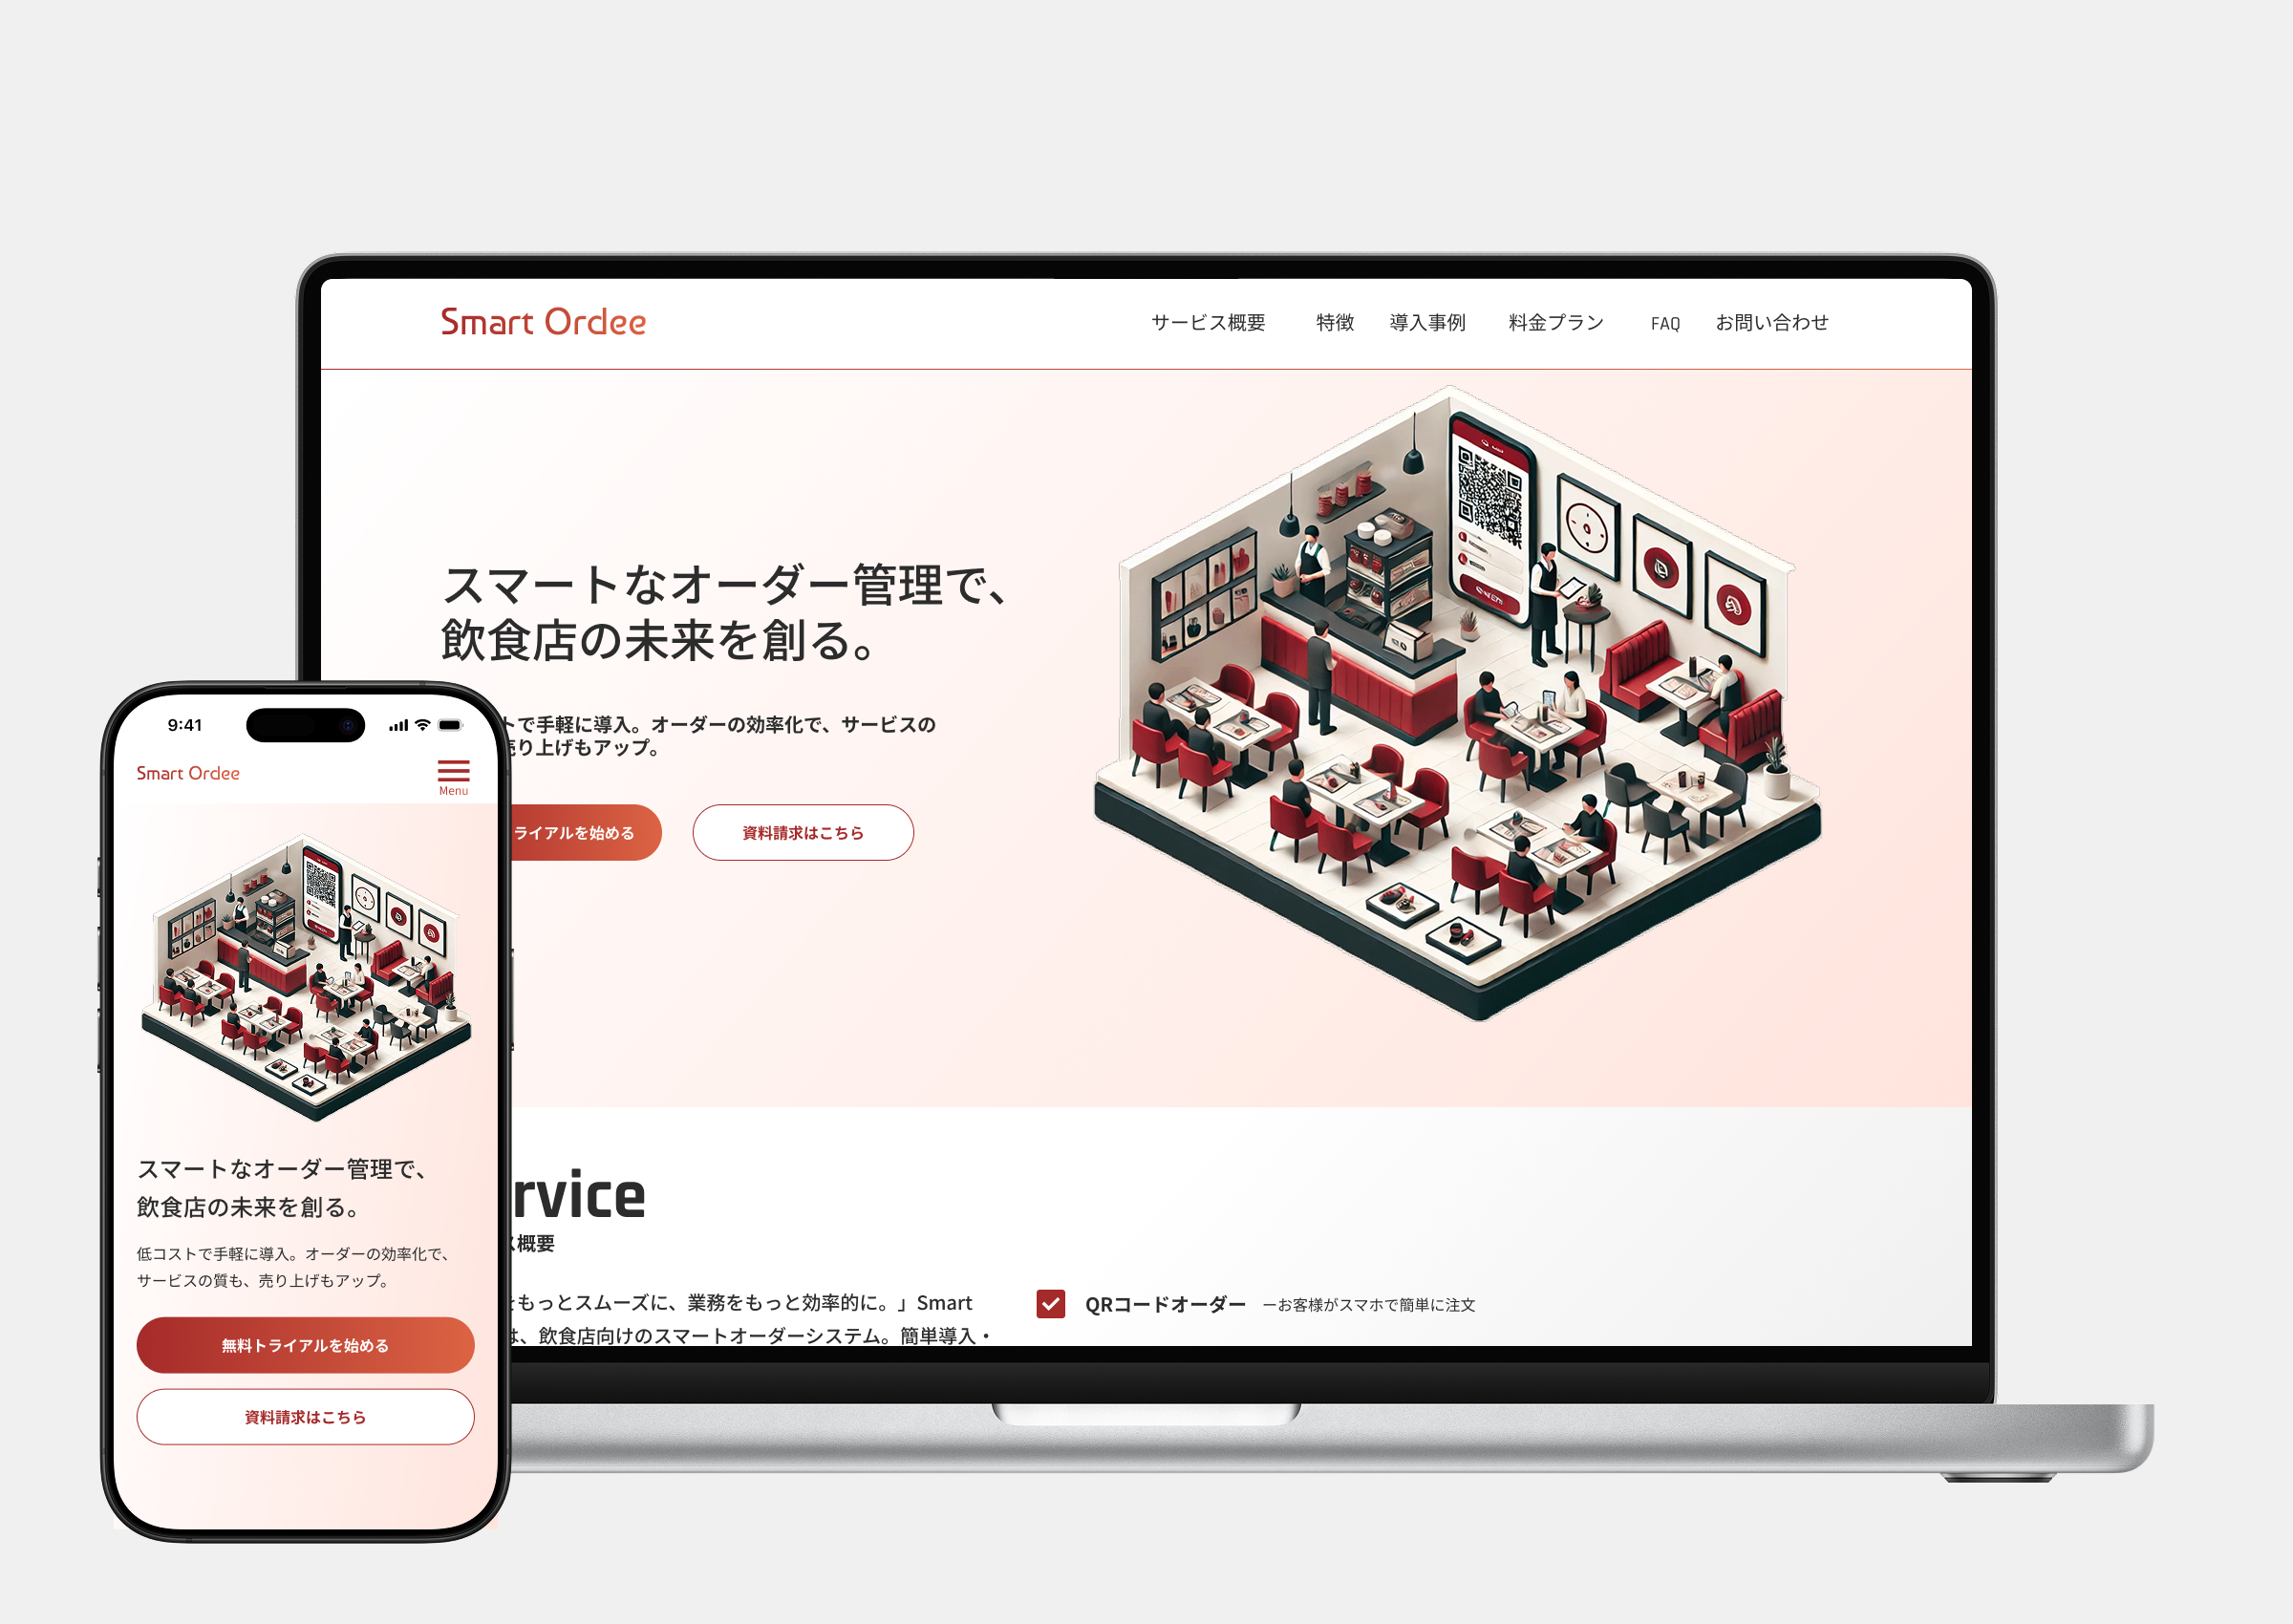 Smart Ordee
サービス概要 特徴 導入事例 料金プラン FAQ お問い合わせ
スマートなオーダー管理で、
飲食店の未来を創る。
トで手軽に導入。オーダーの効率化で、サービスの
売り上げもアップ。
ライアルを始める 資料請求はこちら
rvice
ス概要
をもっとスムーズに、業務をもっと効率的に。」Smart
は、飲食店向けのスマートオーダーシステム。簡単導入・
QRコードオーダー ーお客様がスマホで簡単に注文
9:41
Smart Ordee
Menu
スマートなオーダー管理で、
飲食店の未来を創る。
低コストで手軽に導入。オーダーの効率化で、
サービスの質も、売り上げもアップ。
無料トライアルを始める
資料請求はこちら